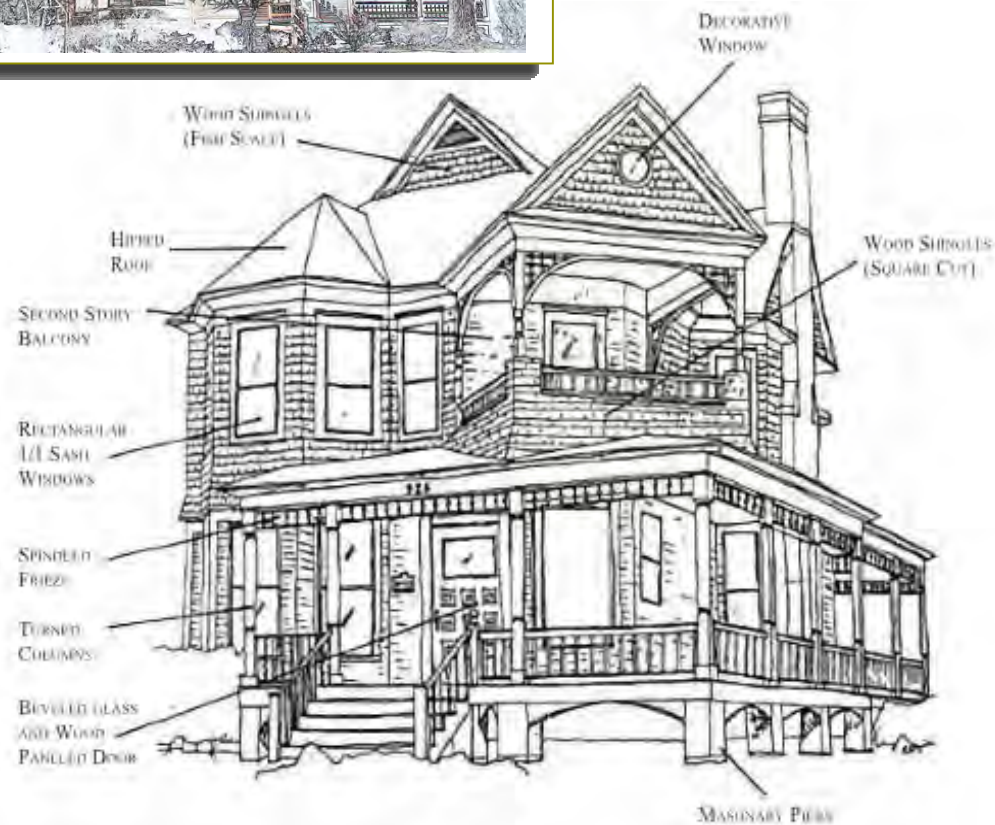 DECORATIVE
WINDOW
WOOD SHINGLES
(FISH SCALE)
HIPPED
ROOF
WOOD SHINGLES
(SQUARE CUT)
SECOND STORY
BALCONY
RECTANGULAR
1/1 SASH
WINDOWS
926
SPINDLED
FRIEZE
TURNED
COLUMNS
BEVELED GLASS
AND WOOD
PANELED DOOR
MASONARY PIERS